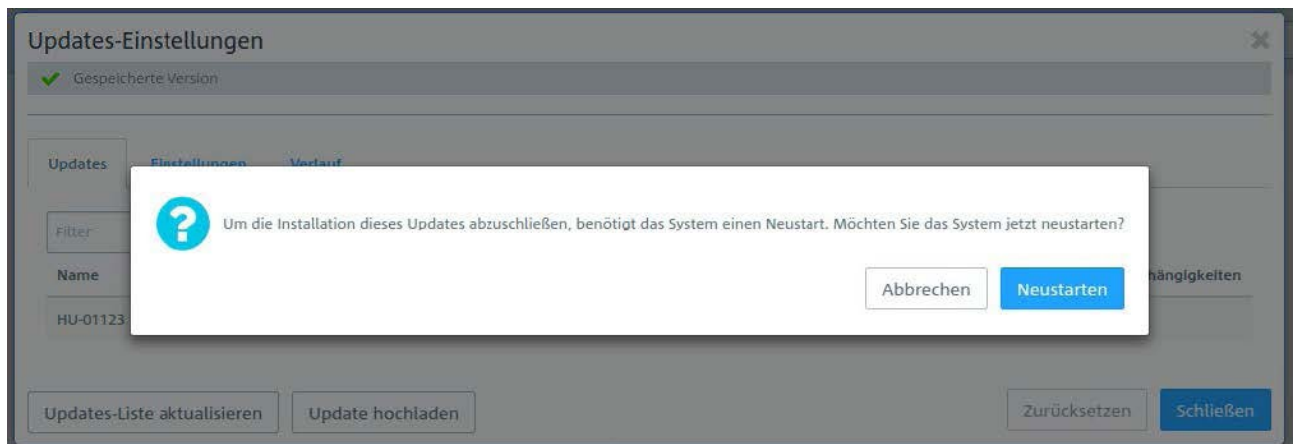 Updates-Einstellungen
Gespeicherte Version
Updates Einstellungen Verlauf
Um die Installation dieses Updates abzuschließen, benötigt das System einen Neustart. Möchten Sie das System jetzt neustarten?
Filter
Name hängigkeiten
Abbrechen Neustarten
HU-01123
Updates-Liste aktualisieren Update hochladen Zurücksetzen Schließen